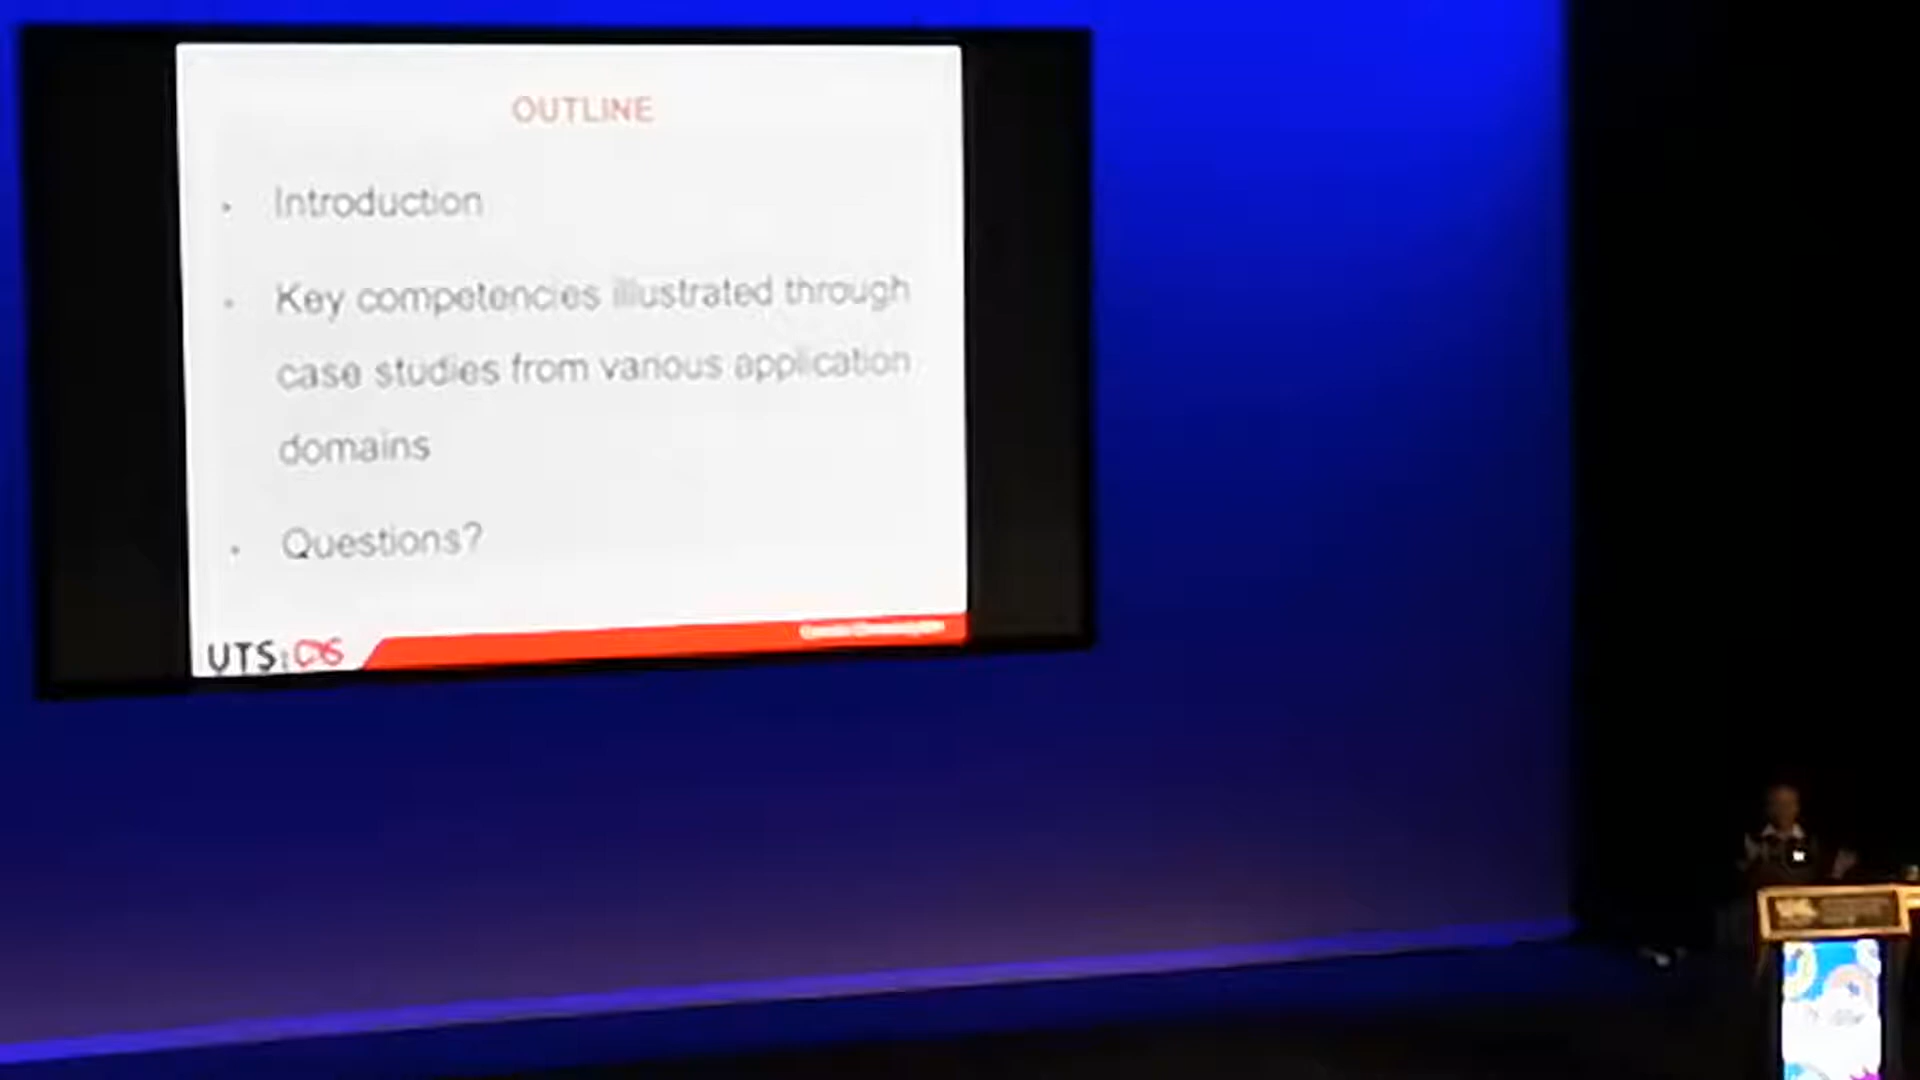 OUTLINE
• Introduction
• Key competencies illustrated through
case studies from various application
domains
• Questions?
UTS: